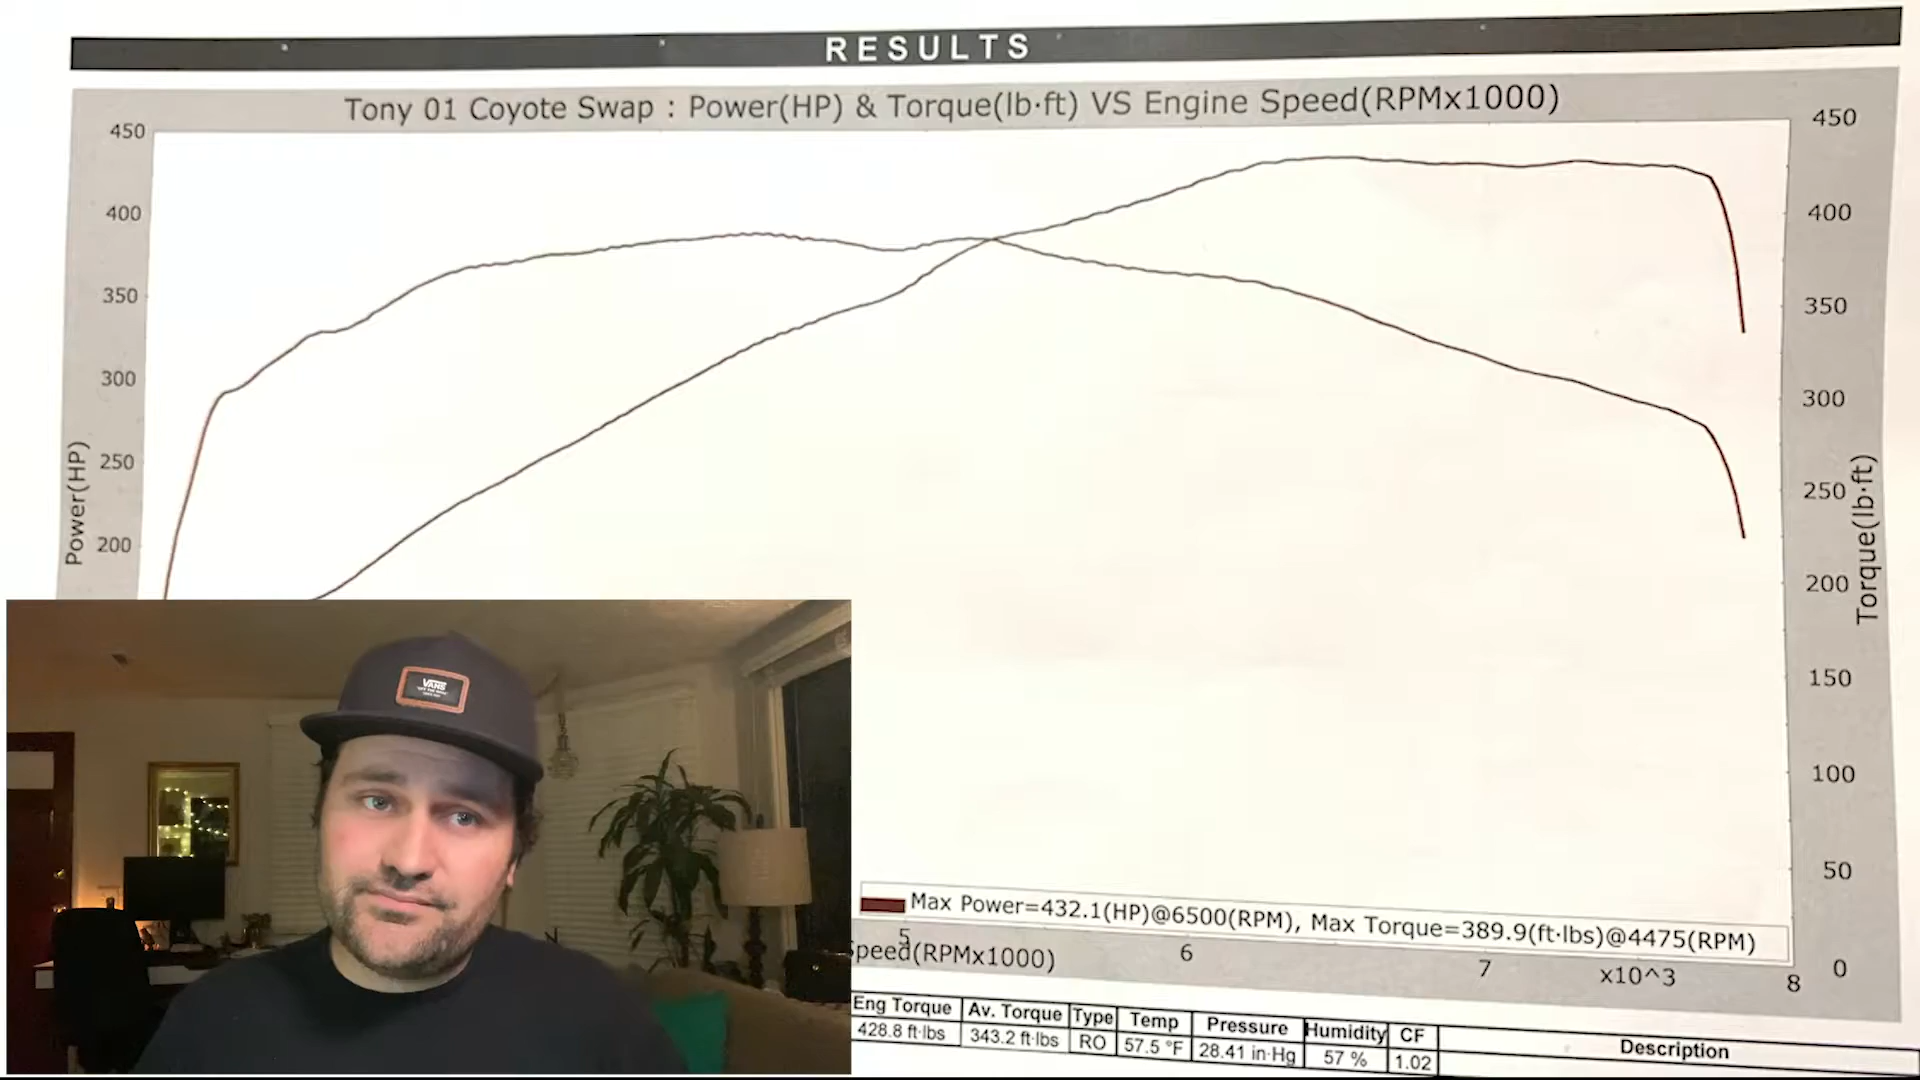 RESULTS
Tony 01 Coyote Swap : Power(HP) & Torque(lb·ft) VS Engine Speed(RPMx1000)
450
400
350
300
250
200
Power(HP)
450
400
350
300
250
200
150
100
50
0
Torque(lb·ft)
Max Power=432.1(HP)@6500(RPM), Max Torque=389.9(ft·lbs)@4475(RPM)
5
6
7
x10^3
8
Speed(RPMx1000)
Eng Torque Av. Torque Type Temp Pressure Humidity CF Description
428.8 ft·lbs 343.2 ft·lbs RO 57.5 °F 28.41 in·Hg 57 % 1.02
VANS